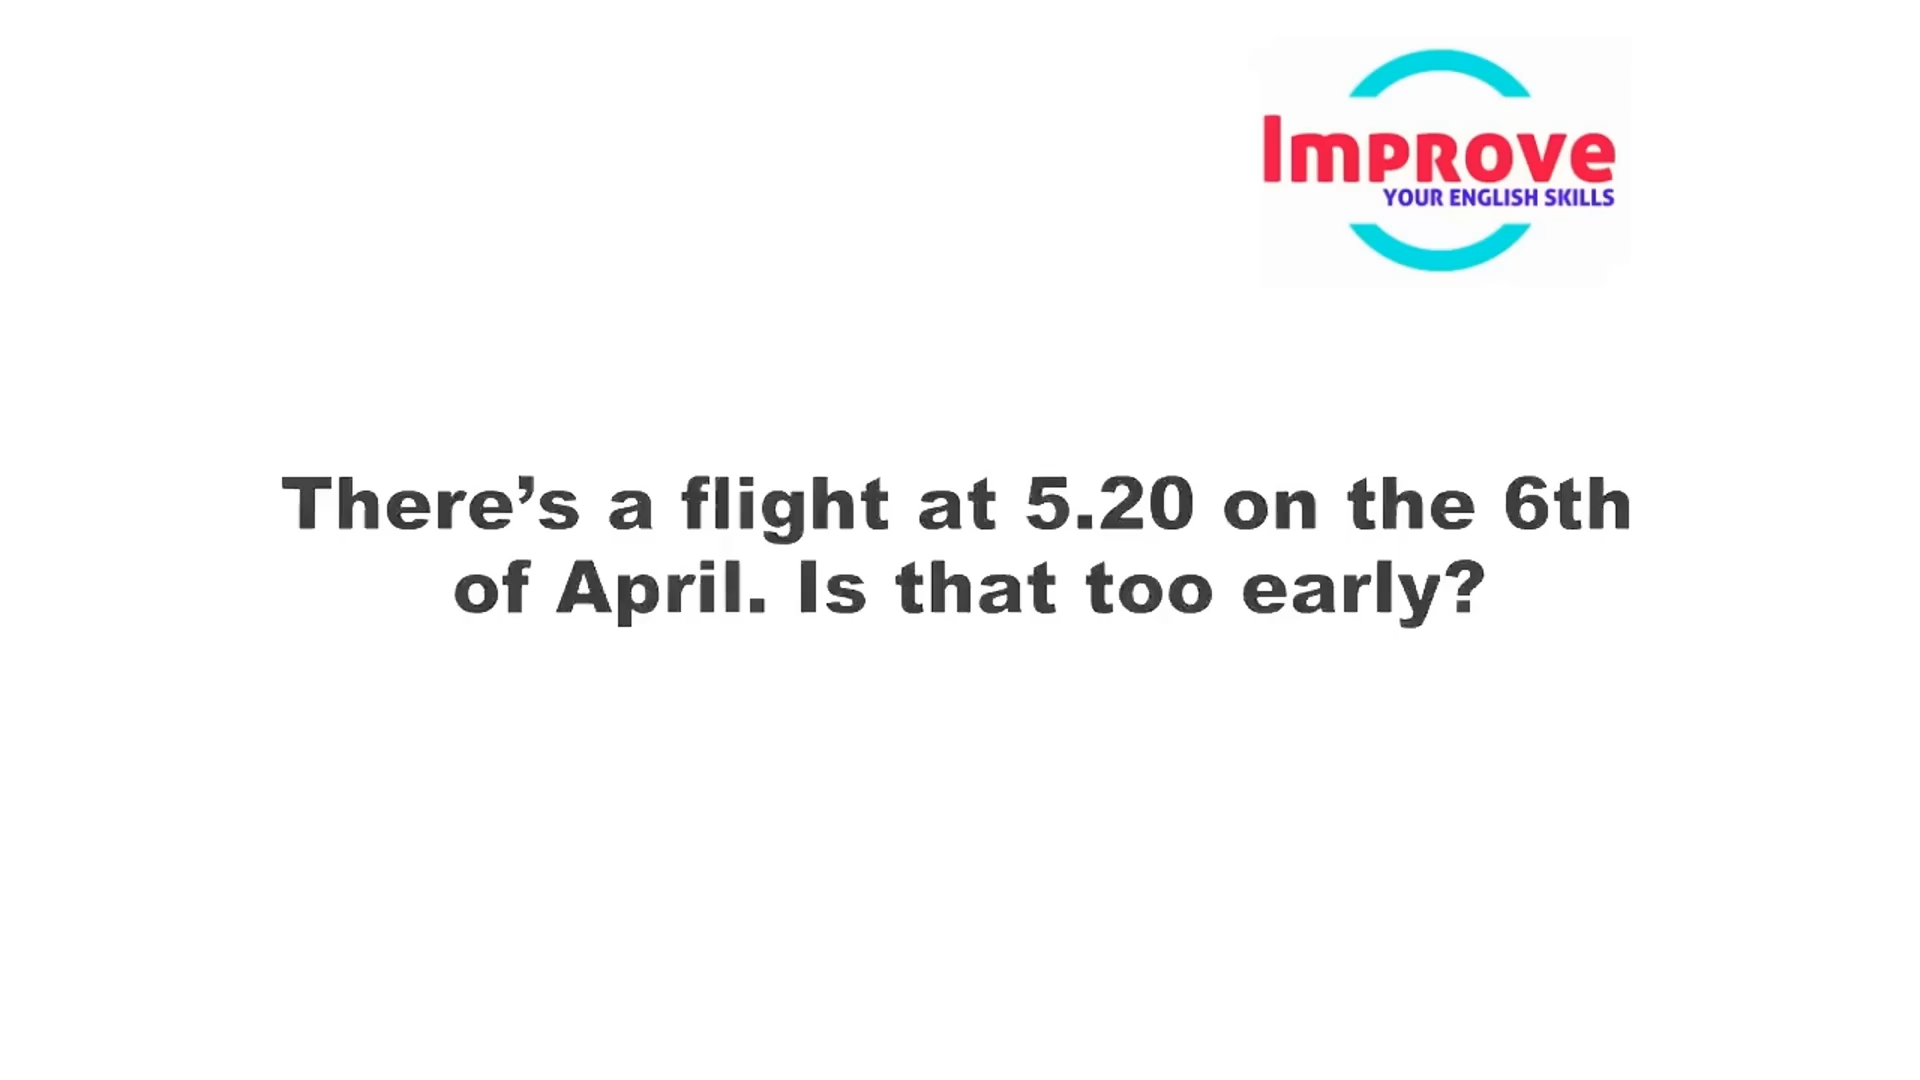 Improve
YOUR ENGLISH SKILLS
There’s a flight at 5.20 on the 6th
of April. Is that too early?